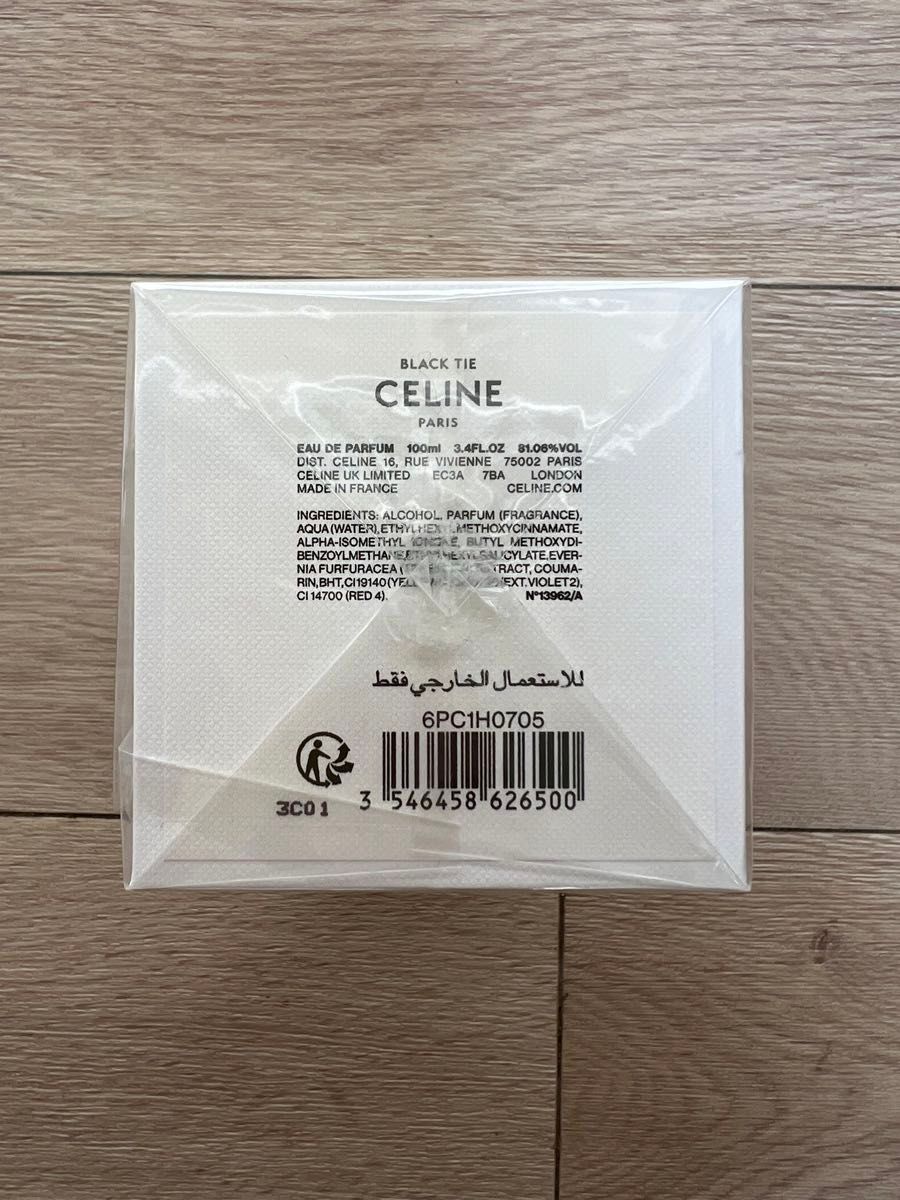 BLACK TIE
CELINE
PARIS
EAU DE PARFUM 100ml 3.4FL.OZ 81.06%VOL
DIST. CELINE 16, RUE VIVIENNE 75002 PARIS
CELINE UK LIMITED EC3A 7BA LONDON
MADE IN FRANCE CELINE.COM
INGREDIENTS: ALCOHOL, PARFUM (FRAGRANCE),
AQUA (WATER), ETHYLHEXYL METHOXYCINNAMATE,
ALPHA-ISOMETHYL IONONE, BUTYL METHOXYDI-
BENZOYLMETHANE, ETHYLHEXYL SALICYLATE, EVER-
NIA FURFURACEA EXTRACT, COUMA-
RIN, BHT, CI 19140 (EXT. VIOLET 2),
CI 14700 (RED 4). N°13962/A
للاستعمال الخارجي فقط
6PC1H0705
3C01
3 546458 626500